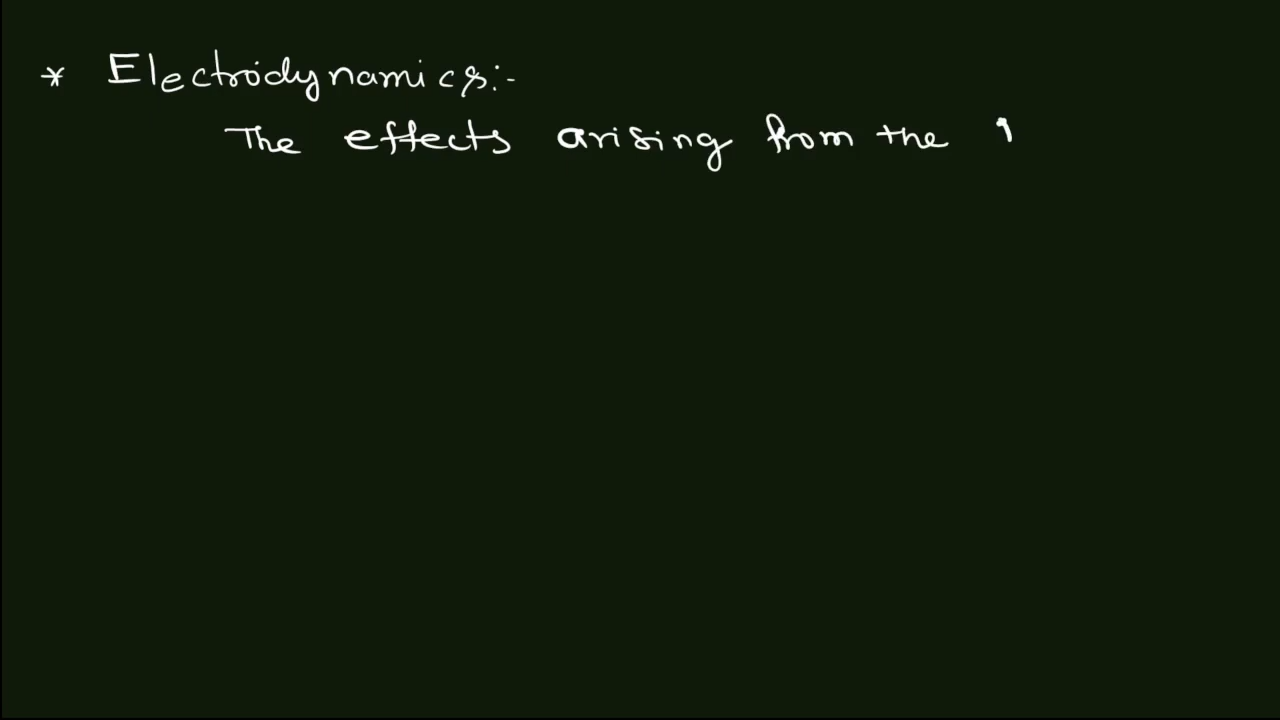 * Electrodynamics:-
The effects arising from the